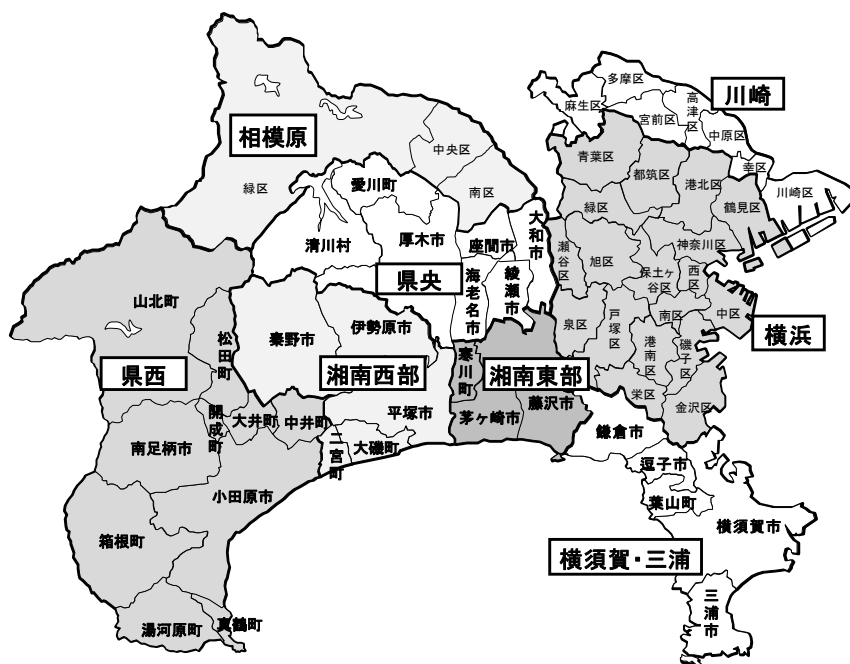 多摩区
麻生区
高津区
川崎
宮前区
中原区
幸区
川崎区
相模原
中央区
緑区
南区
青葉区
都筑区
港北区
鶴見区
緑区
神奈川区
瀬谷区
旭区
保土ヶ
谷区
西区
中区
泉区
戸塚区
南区
港南区
磯子区
横浜
栄区
金沢区
愛川町
清川村
厚木市
座間市
大和市
県央
海老名市
綾瀬市
山北町
松田町
県西
開成町
大井町
中井町
南足柄市
小田原市
箱根町
湯河原町
真鶴町
秦野市
伊勢原市
湘南西部
平塚市
二宮町
大磯町
寒川町
湘南東部
茅ヶ崎市
藤沢市
鎌倉市
逗子市
葉山町
横須賀市
横須賀・三浦
三浦市